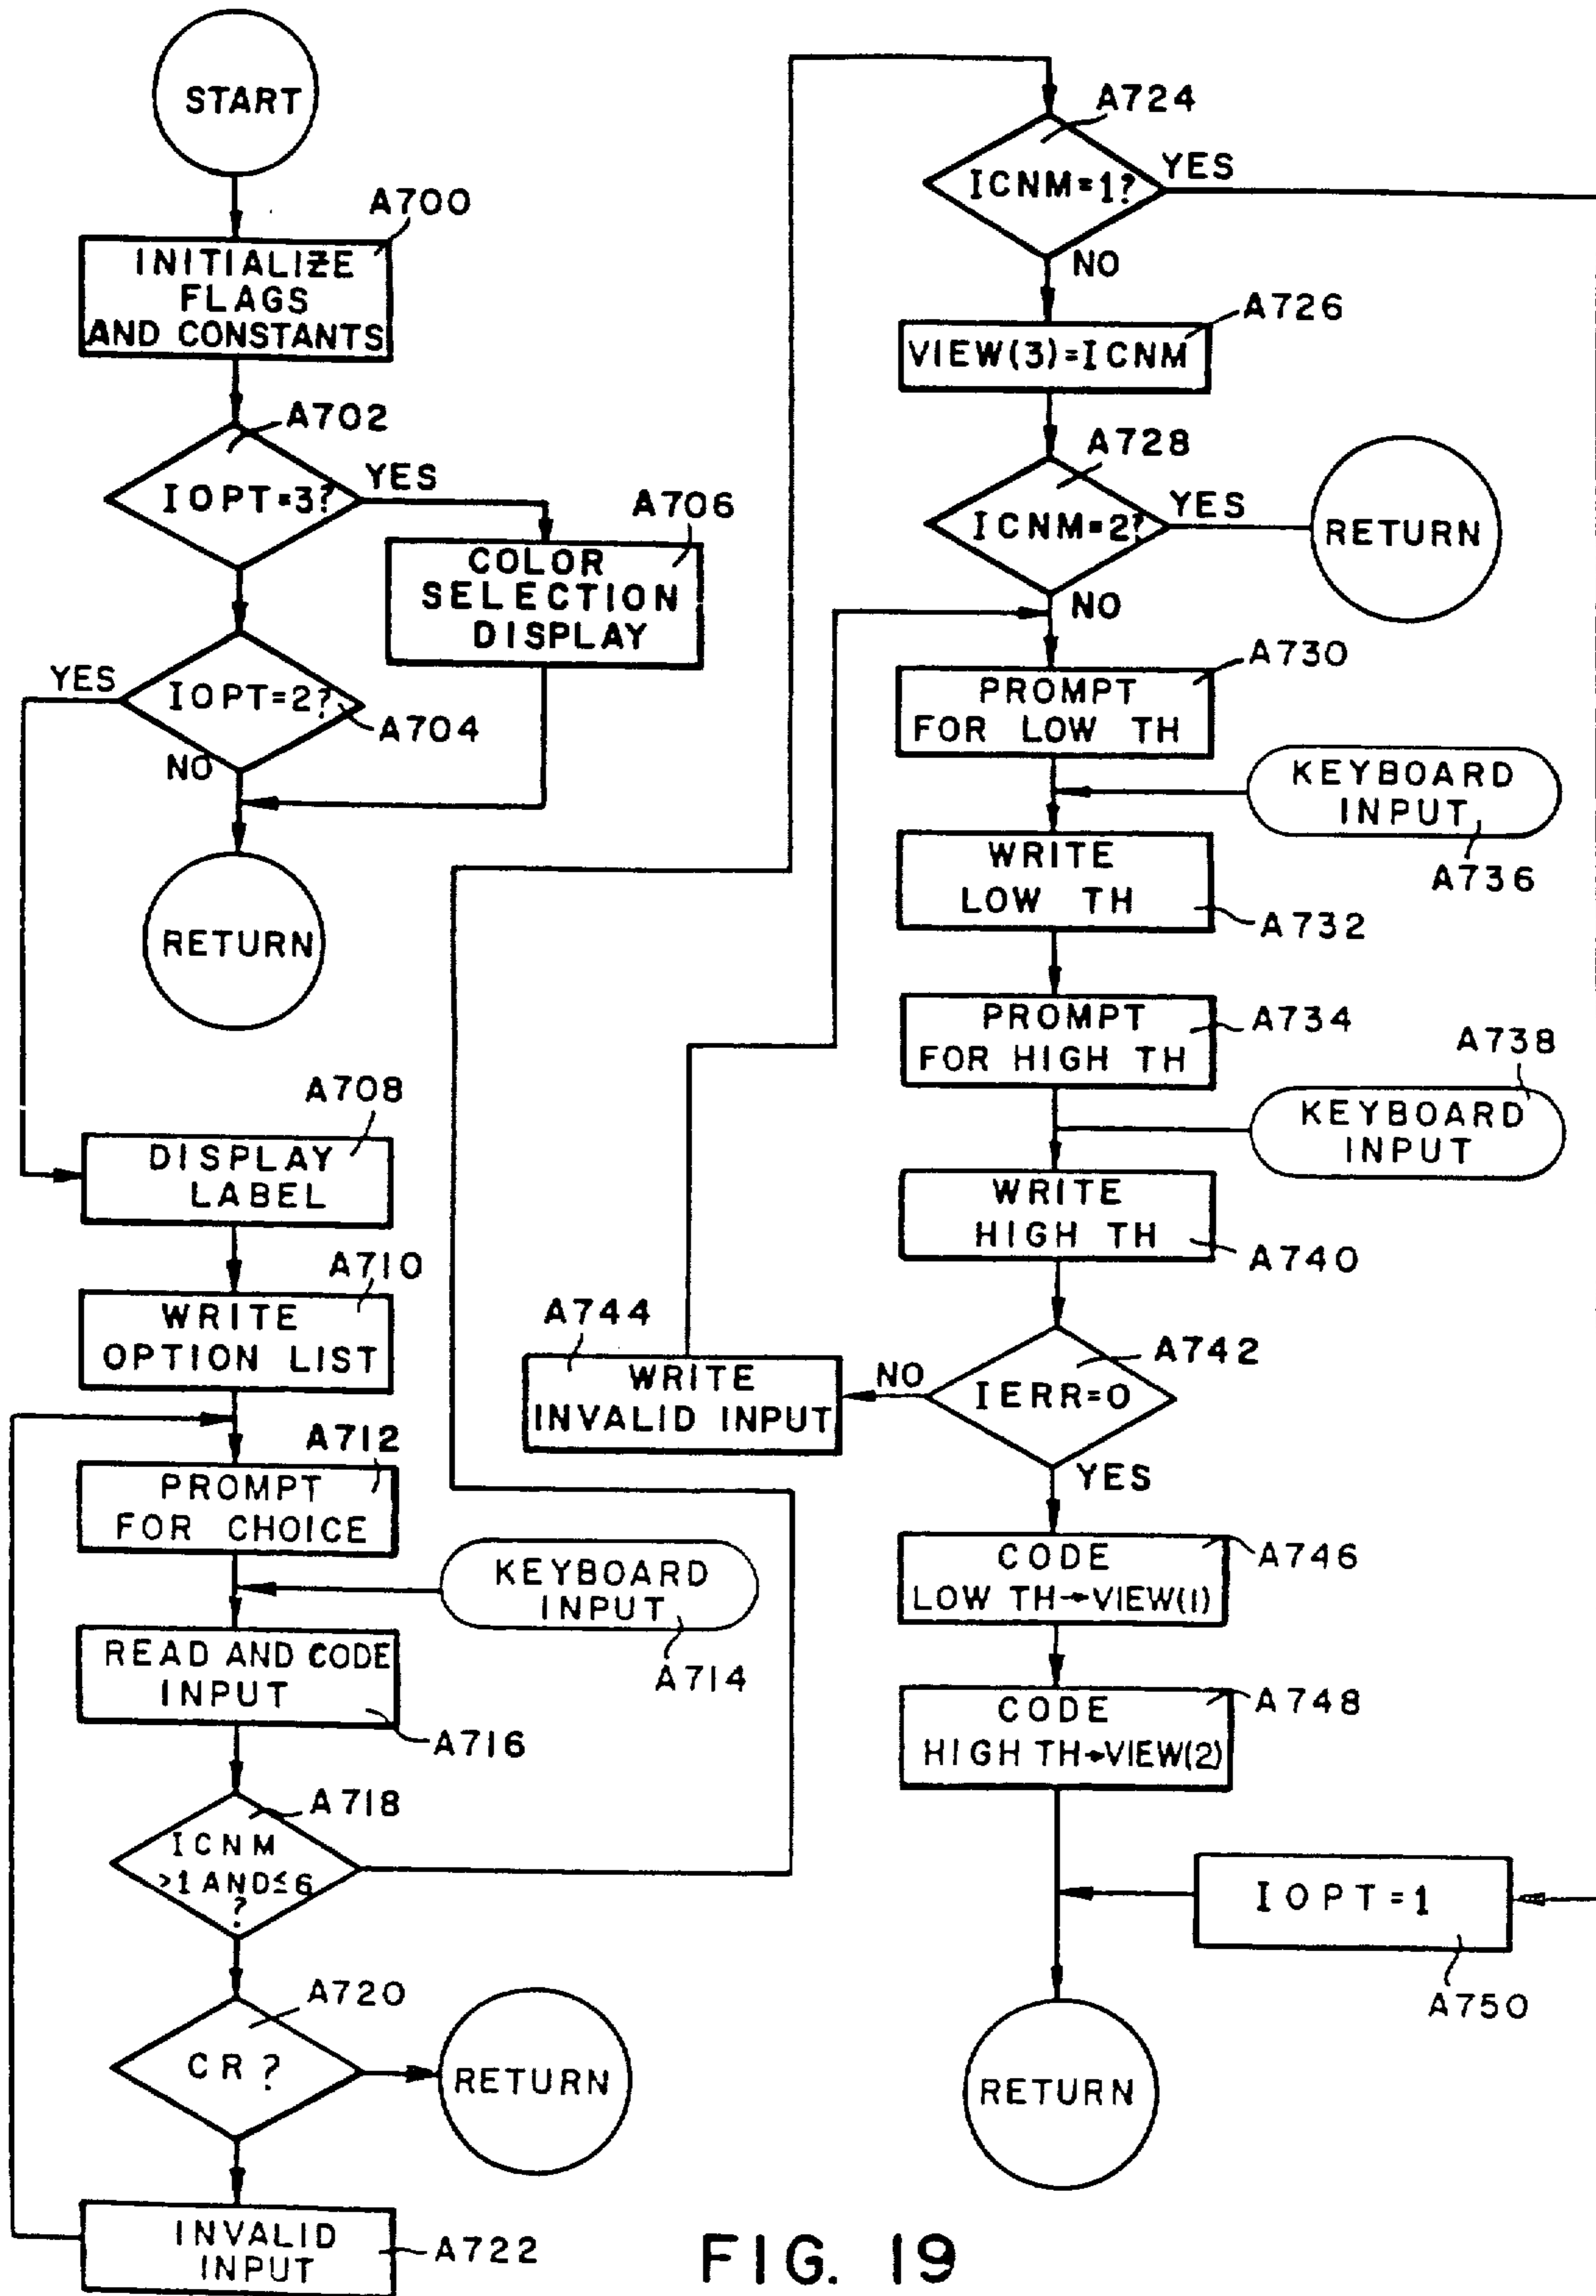 START
A700
INITIALIZE
FLAGS
AND CONSTANTS
A702
IOPT=3?
YES
A706
COLOR
SELECTION
DISPLAY
YES
IOPT=2?
A704
NO
RETURN
A708
DISPLAY
LABEL
A710
WRITE
OPTION LIST
A712
PROMPT
FOR CHOICE
KEYBOARD
INPUT
A714
READ AND CODE
INPUT
A716
A718
ICNM
>1 AND≤6
?
A720
CR?
RETURN
INVALID
INPUT
A722
A724
ICNM=1?
YES
NO
A726
VIEW(3)=ICNM
A728
ICNM=2?
YES
RETURN
NO
A730
PROMPT
FOR LOW TH
KEYBOARD
INPUT
A736
WRITE
LOW TH
A732
PROMPT
FOR HIGH TH
A734
A738
KEYBOARD
INPUT
WRITE
HIGH TH
A740
A744
WRITE
INVALID INPUT
NO
A742
IERR=0
YES
CODE
LOW TH→VIEW(1)
A746
CODE
HIGH TH→VIEW(2)
A748
IOPT=1
A750
RETURN
FIG. 19